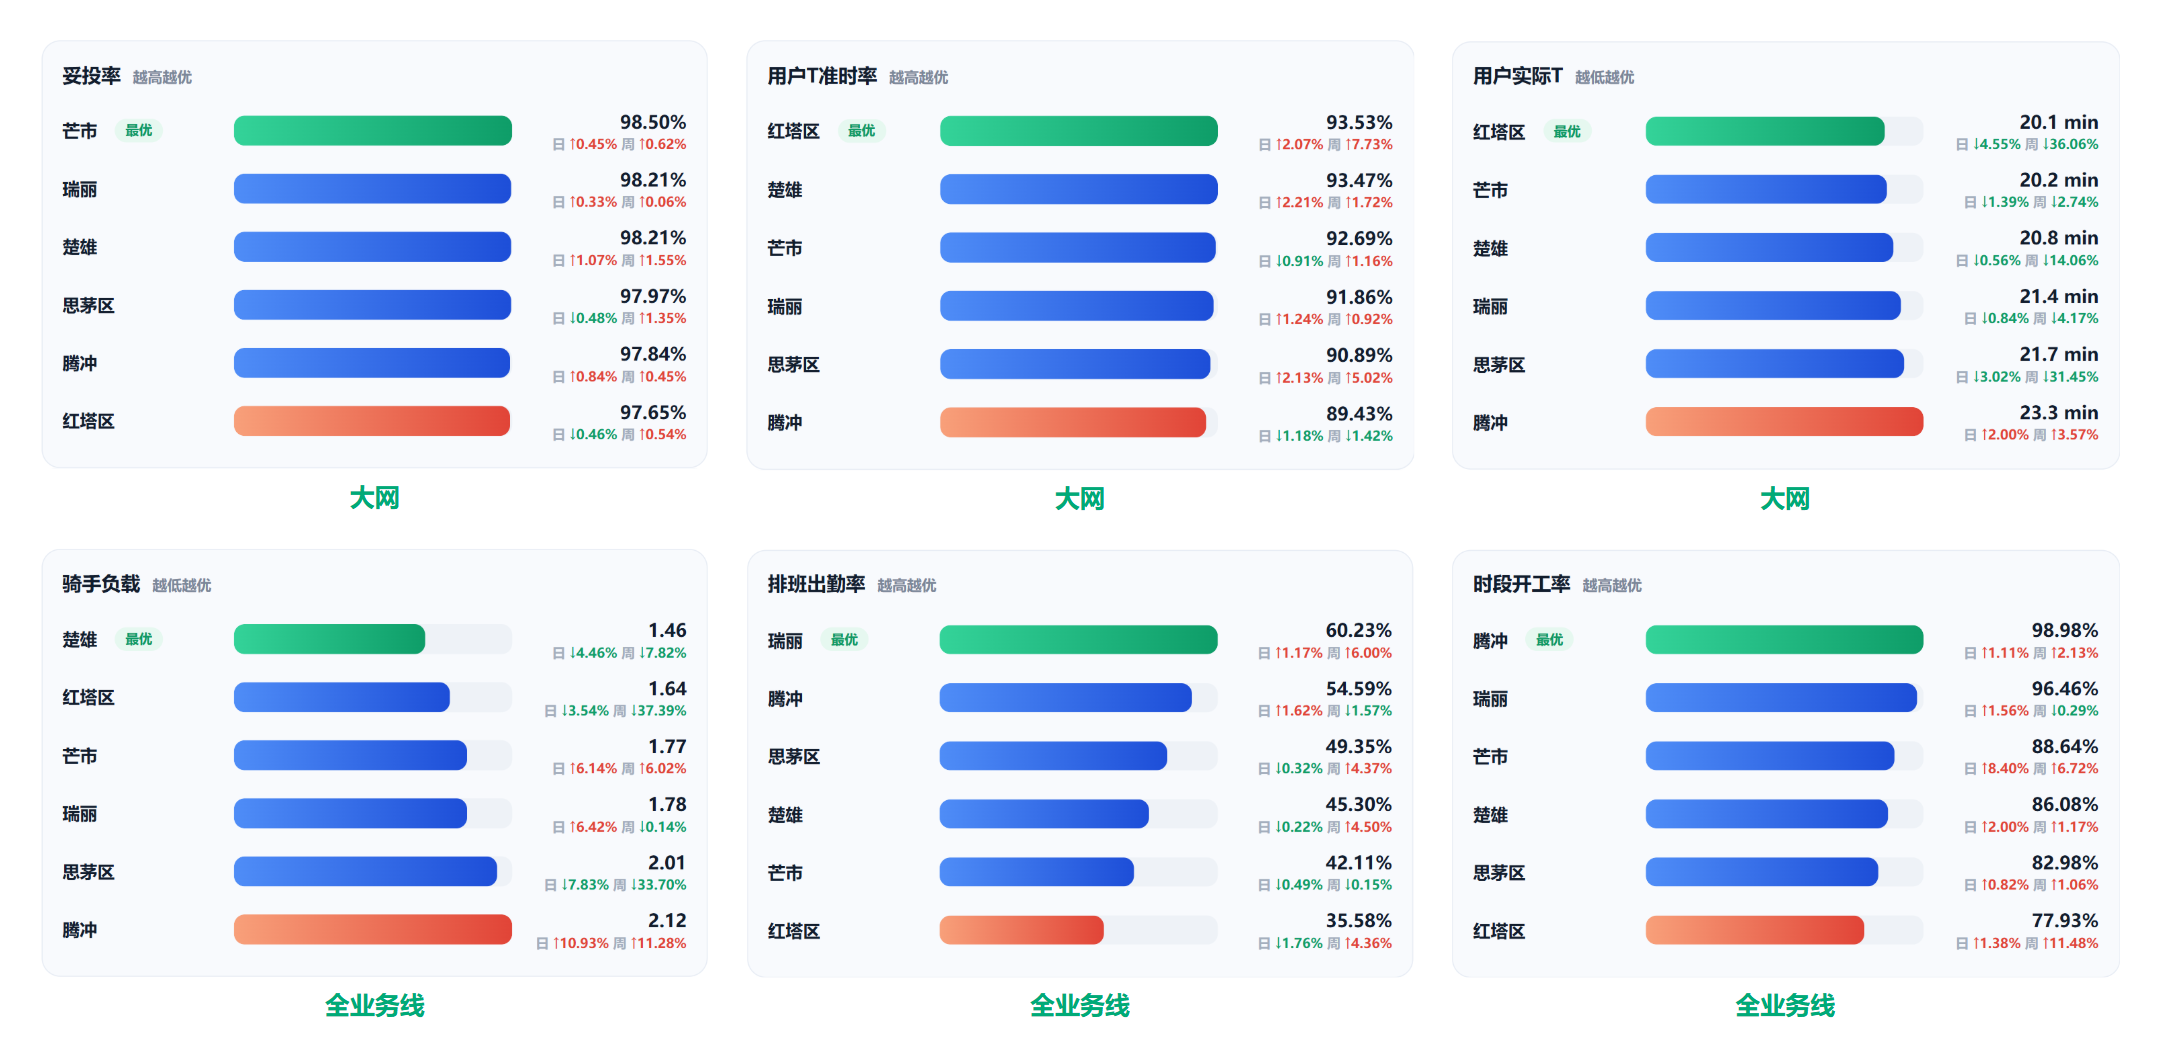 妥投率 越高越优
芒市 最优 98.50%
日 ↑0.45% 周 ↑0.62%
瑞丽 98.21%
日 ↑0.33% 周 ↑0.06%
楚雄 98.21%
日 ↑1.07% 周 ↑1.55%
思茅区 97.97%
日 ↓0.48% 周 ↑1.35%
腾冲 97.84%
日 ↑0.84% 周 ↑0.45%
红塔区 97.65%
日 ↓0.46% 周 ↑0.54%
大网
用户T准时率 越高越优
红塔区 最优 93.53%
日 ↑2.07% 周 ↑7.73%
楚雄 93.47%
日 ↑2.21% 周 ↑1.72%
芒市 92.69%
日 ↓0.91% 周 ↑1.16%
瑞丽 91.86%
日 ↑1.24% 周 ↑0.92%
思茅区 90.89%
日 ↑2.13% 周 ↑5.02%
腾冲 89.43%
日 ↓1.18% 周 ↓1.42%
大网
用户实际T 越低越优
红塔区 最优 20.1 min
日 ↓4.55% 周 ↓36.06%
芒市 20.2 min
日 ↓1.39% 周 ↓2.74%
楚雄 20.8 min
日 ↓0.56% 周 ↓14.06%
瑞丽 21.4 min
日 ↓0.84% 周 ↓4.17%
思茅区 21.7 min
日 ↓3.02% 周 ↓31.45%
腾冲 23.3 min
日 ↑2.00% 周 ↑3.57%
大网
骑手负载 越低越优
楚雄 最优 1.46
日 ↓4.46% 周 ↓7.82%
红塔区 1.64
日 ↓3.54% 周 ↓37.39%
芒市 1.77
日 ↑6.14% 周 ↑6.02%
瑞丽 1.78
日 ↑6.42% 周 ↓0.14%
思茅区 2.01
日 ↓7.83% 周 ↓33.70%
腾冲 2.12
日 ↑10.93% 周 ↑11.28%
全业务线
排班出勤率 越高越优
瑞丽 最优 60.23%
日 ↑1.17% 周 ↑6.00%
腾冲 54.59%
日 ↑1.62% 周 ↓1.57%
思茅区 49.35%
日 ↓0.32% 周 ↑4.37%
楚雄 45.30%
日 ↓0.22% 周 ↑4.50%
芒市 42.11%
日 ↓0.49% 周 ↓0.15%
红塔区 35.58%
日 ↓1.76% 周 ↑4.36%
全业务线
时段开工率 越高越优
腾冲 最优 98.98%
日 ↑1.11% 周 ↑2.13%
瑞丽 96.46%
日 ↑1.56% 周 ↓0.29%
芒市 88.64%
日 ↑8.40% 周 ↑6.72%
楚雄 86.08%
日 ↑2.00% 周 ↑1.17%
思茅区 82.98%
日 ↑0.82% 周 ↑1.06%
红塔区 77.93%
日 ↑1.38% 周 ↑11.48%
全业务线